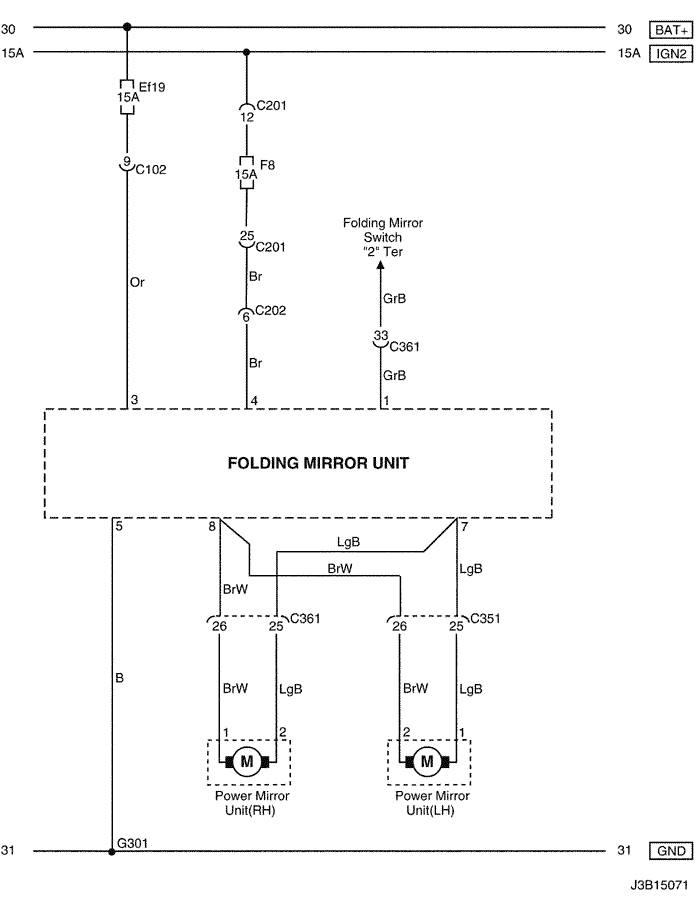 30 30 BAT+
15A 15A IGN2
Ef19
15A
C201
12
9
C102
F8
15A
Folding Mirror
Switch
"2" Ter
25
C201
Br
Or
GrB
C202
6
33
C361
Br
GrB
3 4 1
FOLDING MIRROR UNIT
5 8 7
LgB
BrW
LgB
BrW
C361
26 25
C351
26 25
B
BrW LgB BrW LgB
1 2 2 1
M M
Power Mirror
Unit(RH)
Power Mirror
Unit(LH)
G301
31 31 GND
J3B15071